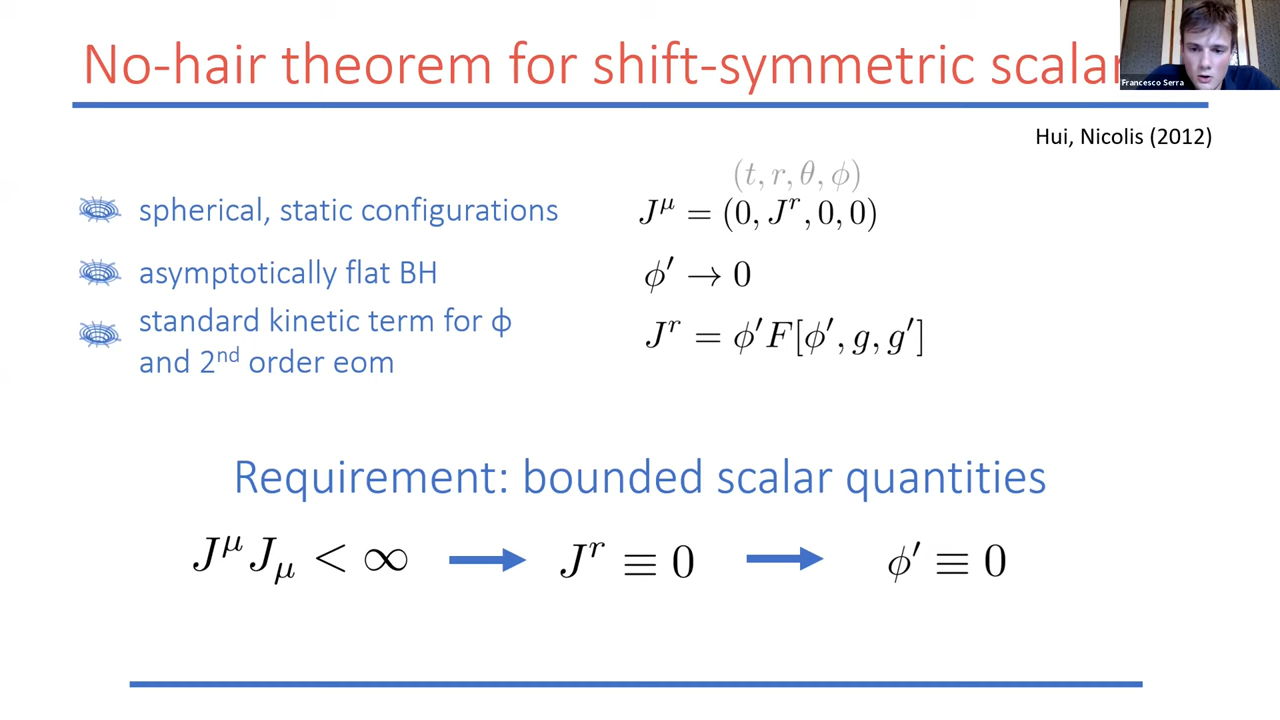 No-hair theorem for shift-symmetric scalar
Francesco Serra
Hui, Nicolis (2012)
(t, r, θ, ϕ)
spherical, static configurations
J^μ = (0, J^r, 0, 0)
asymptotically flat BH
ϕ′ → 0
standard kinetic term for ϕ
and 2nd order eom
J^r = ϕ′F[ϕ′, g, g′]
Requirement: bounded scalar quantities
J^μ J_μ < ∞
J^r ≡ 0
ϕ′ ≡ 0